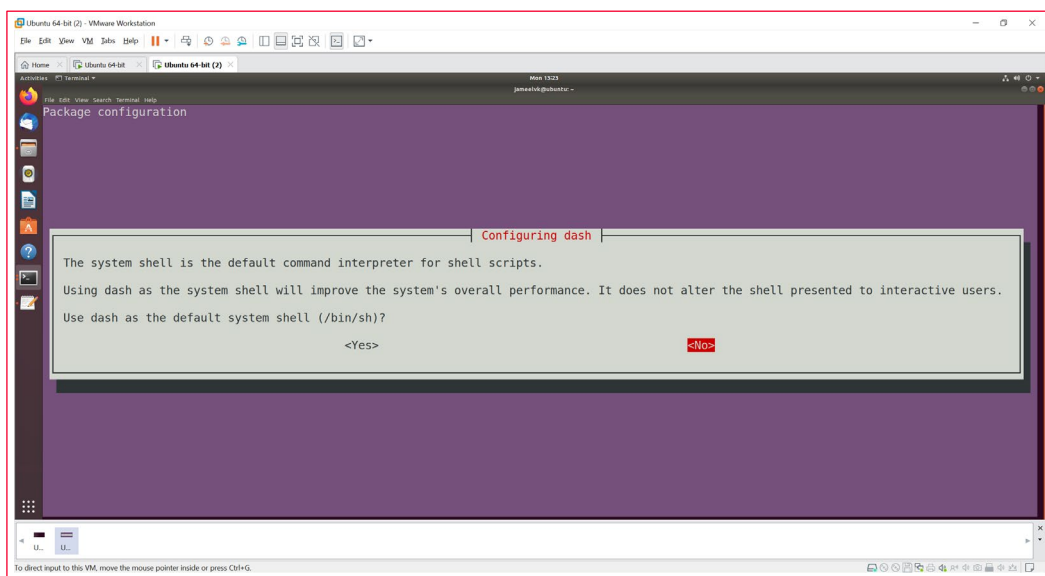 Ubuntu 64-bit (2) - VMware Workstation
File Edit View VM Tabs Help
Home Ubuntu 64-bit Ubuntu 64-bit (2)
Activities Terminal Mon 13:23
jameelvk@ubuntu: ~
File Edit View Search Terminal Help
Package configuration
Configuring dash
The system shell is the default command interpreter for shell scripts.
Using dash as the system shell will improve the system's overall performance. It does not alter the shell presented to interactive users.
Use dash as the default system shell (/bin/sh)?
<Yes> <No>
U... U...
To direct input to this VM, move the mouse pointer inside or press Ctrl+G.